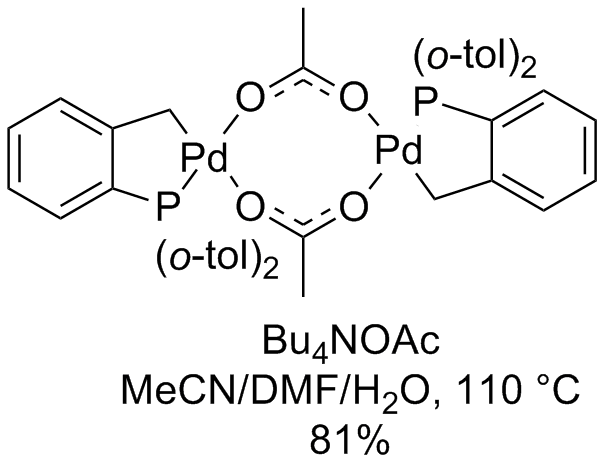 (o-tol)2
O O P
Pd Pd
P O O
(o-tol)2
Bu4NOAc
MeCN/DMF/H2O, 110 °C
81%